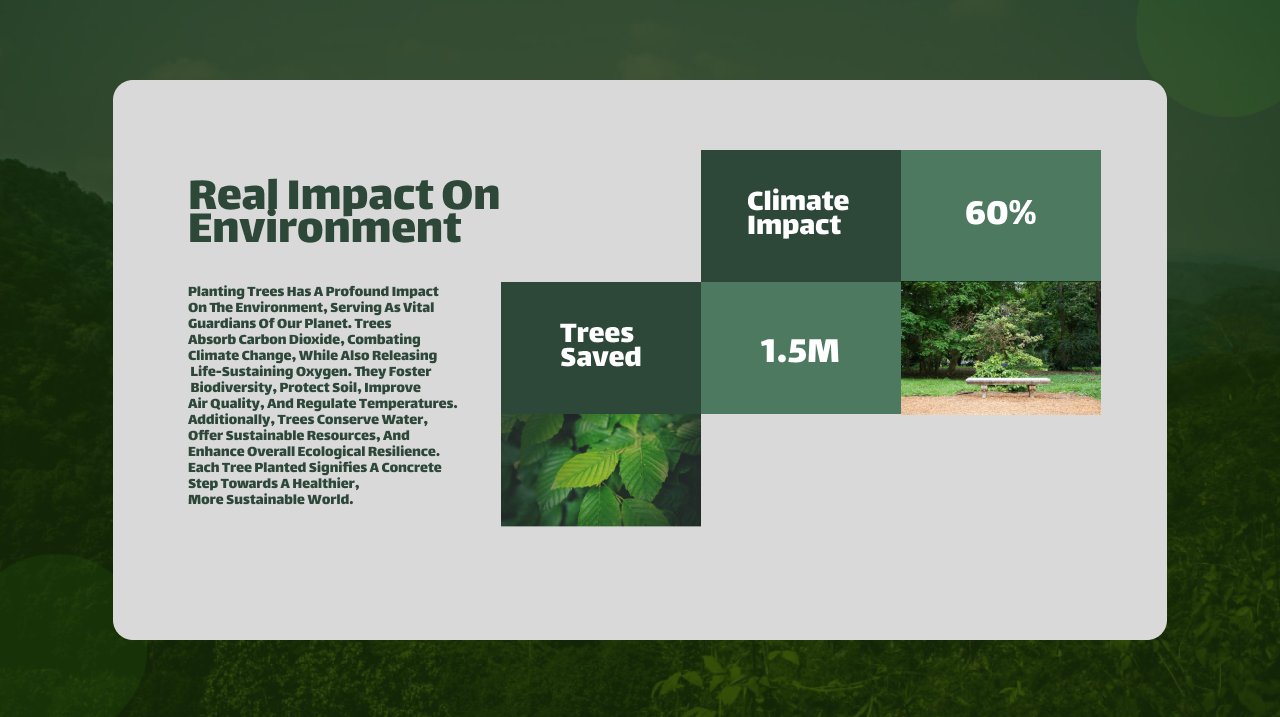 Real Impact On
Environment
Planting Trees Has A Profound Impact
On The Environment, Serving As Vital
Guardians Of Our Planet. Trees
Absorb Carbon Dioxide, Combating
Climate Change, While Also Releasing
Life-Sustaining Oxygen. They Foster
Biodiversity, Protect Soil, Improve
Air Quality, And Regulate Temperatures.
Additionally, Trees Conserve Water,
Offer Sustainable Resources, And
Enhance Overall Ecological Resilience.
Each Tree Planted Signifies A Concrete
Step Towards A Healthier,
More Sustainable World.
Climate
Impact
60%
Trees
Saved
1.5M